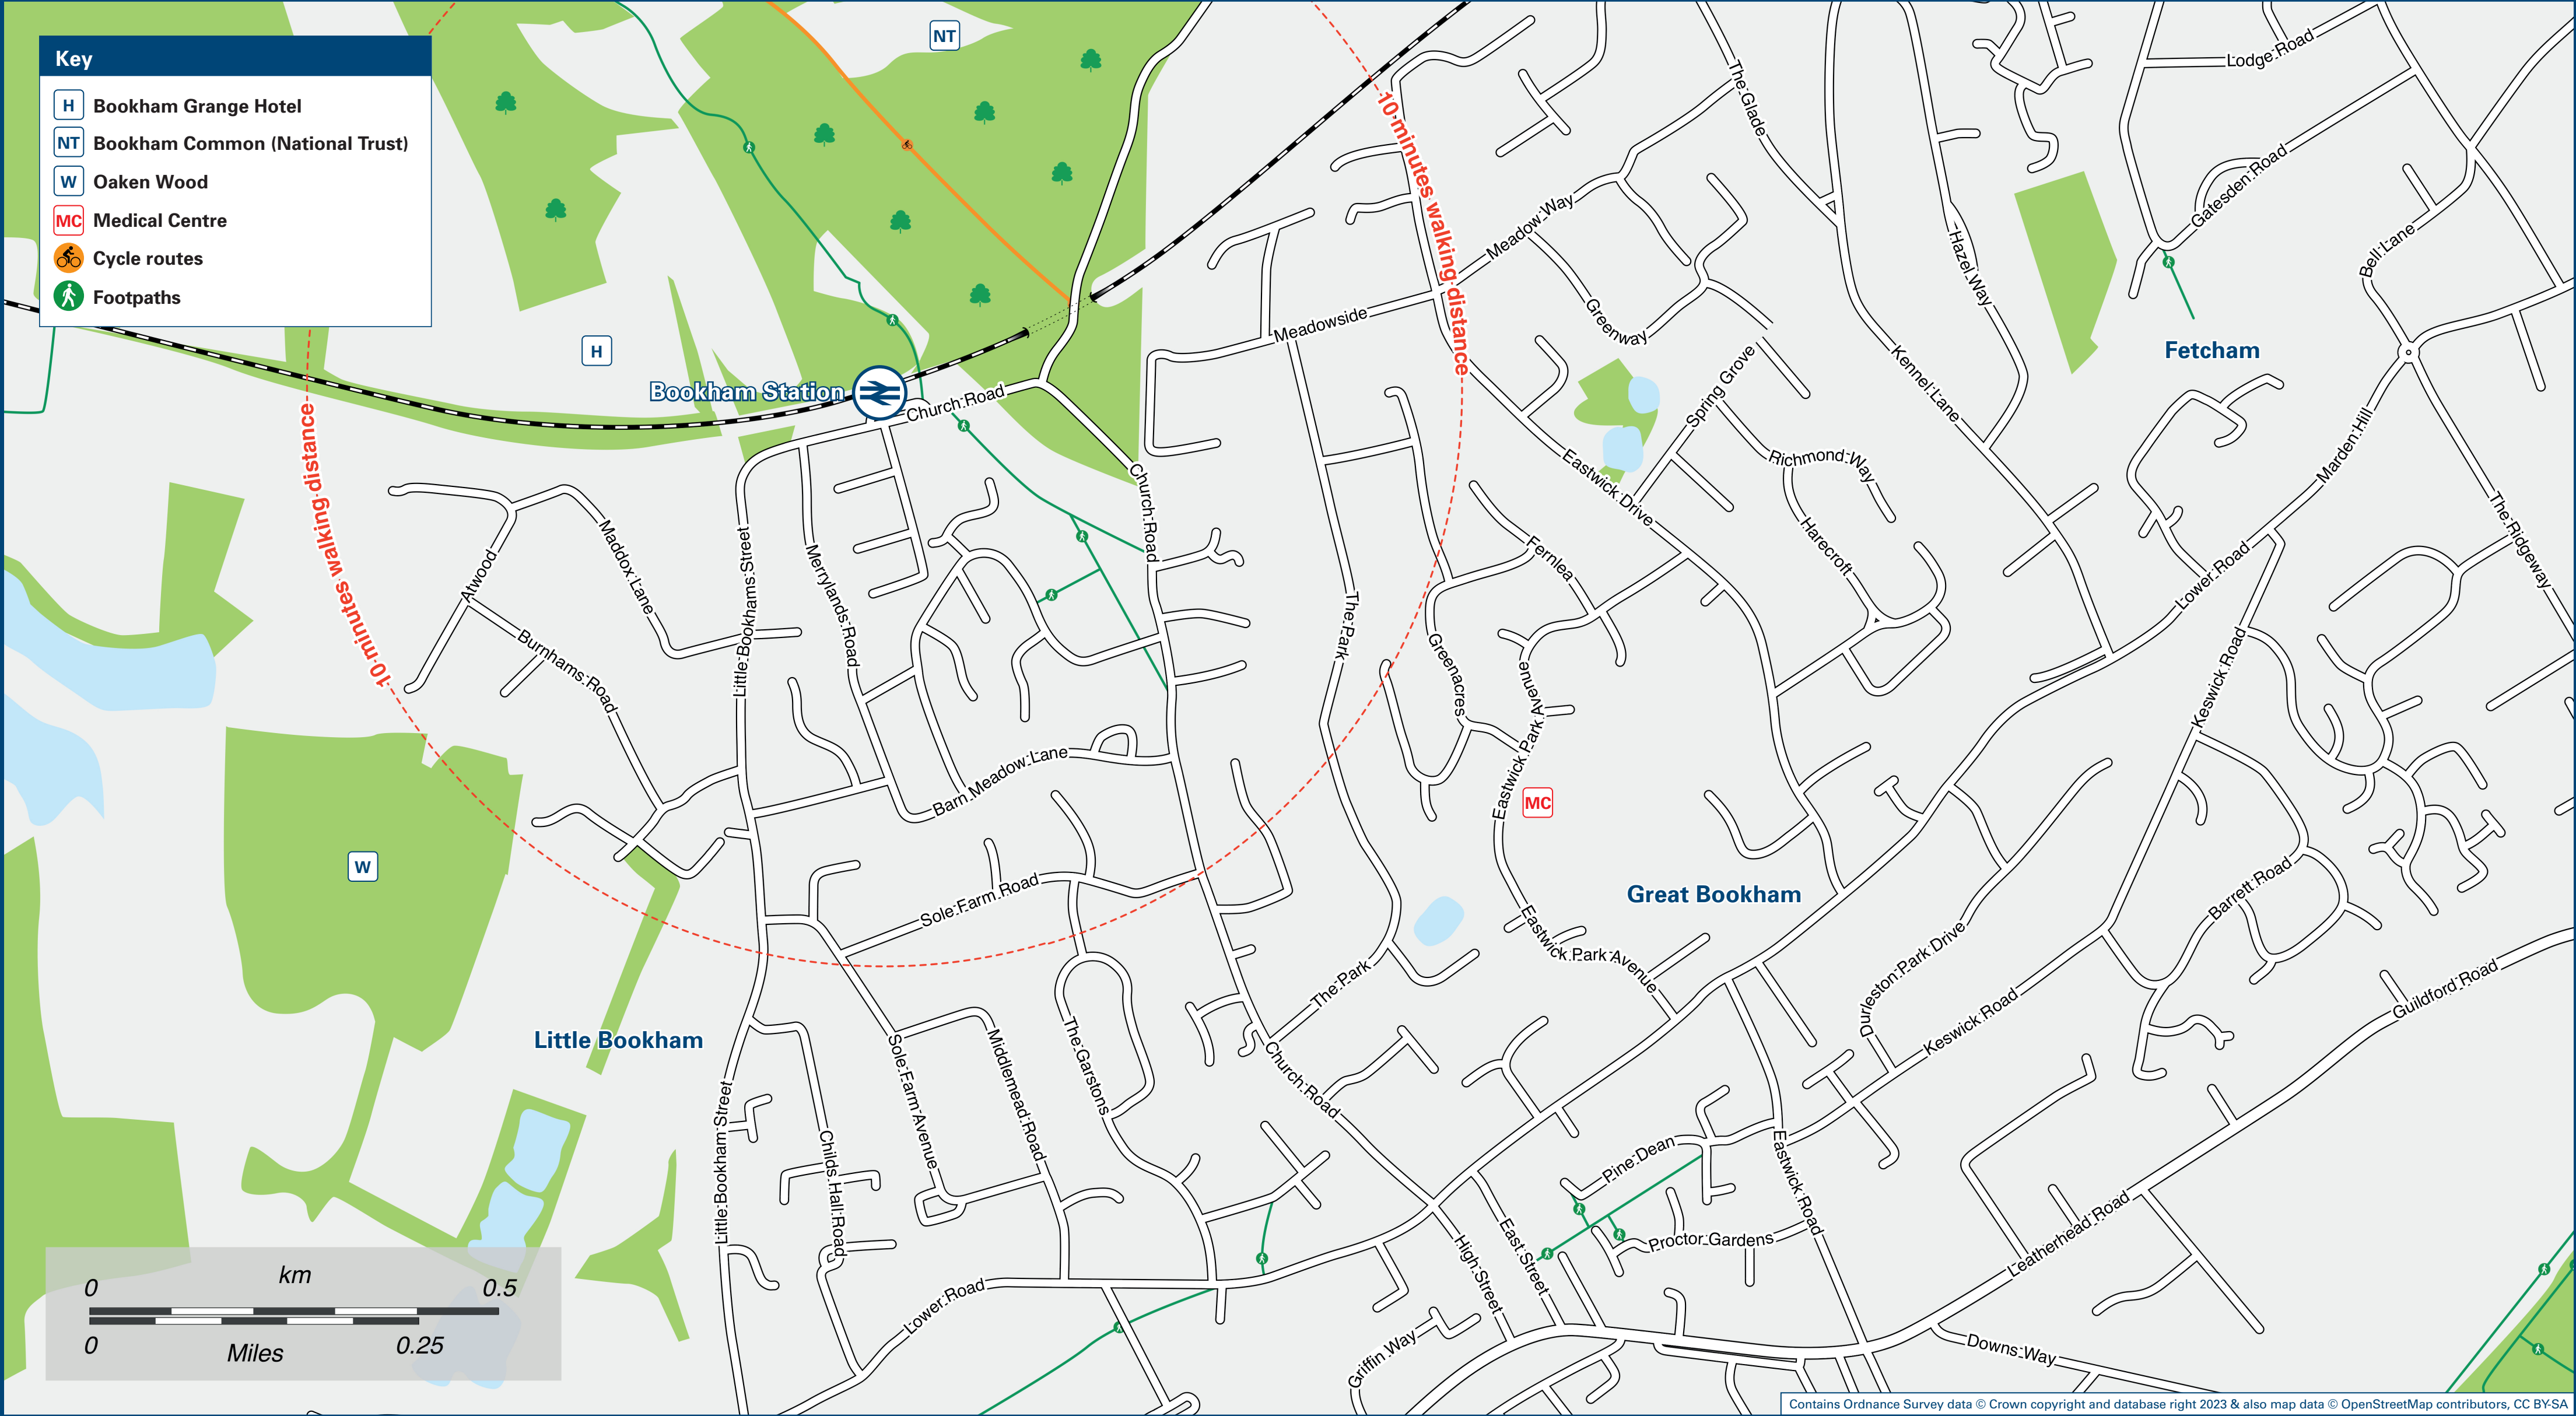 Key
H Bookham Grange Hotel
NT Bookham Common (National Trust)
W Oaken Wood
MC Medical Centre
Cycle routes
Footpaths
NT
H
W
MC
Bookham Station
Church Road
Church Road
Church Road
10 minutes walking distance
10 minutes walking distance
The Glade
Lodge Road
Gatesden Road
Bell Lane
Hazel Way
Kennel Lane
Fetcham
Meadow Way
Meadowside
Greenway
Spring Grove
Richmond Way
Harecroft
Eastwick Drive
Marden Hill
The Ridgeway
Lower Road
Keswick Road
Fernlea
Greenacres
Eastwick Park Avenue
Eastwick Park Avenue
The Park
The Park
Atwood
Maddox Lane
Burnhams Road
Little Bookhams Street
Merrylands Road
Barn Meadow Lane
Sole Farm Road
Great Bookham
Barrett Road
Durleston Park Drive
Keswick Road
Guildford Road
Little Bookham
Little Bookham Street
Childs Hall Road
Sole Farm Avenue
Middlemead Road
The Garstons
Pine Dean
Proctor Gardens
Eastwick Road
Leatherhead Road
East Street
High Street
Lower Road
Griffin Way
Downs Way
0 km 0.5
0 Miles 0.25
Contains Ordnance Survey data © Crown copyright and database right 2023 & also map data © OpenStreetMap contributors, CC BY-SA